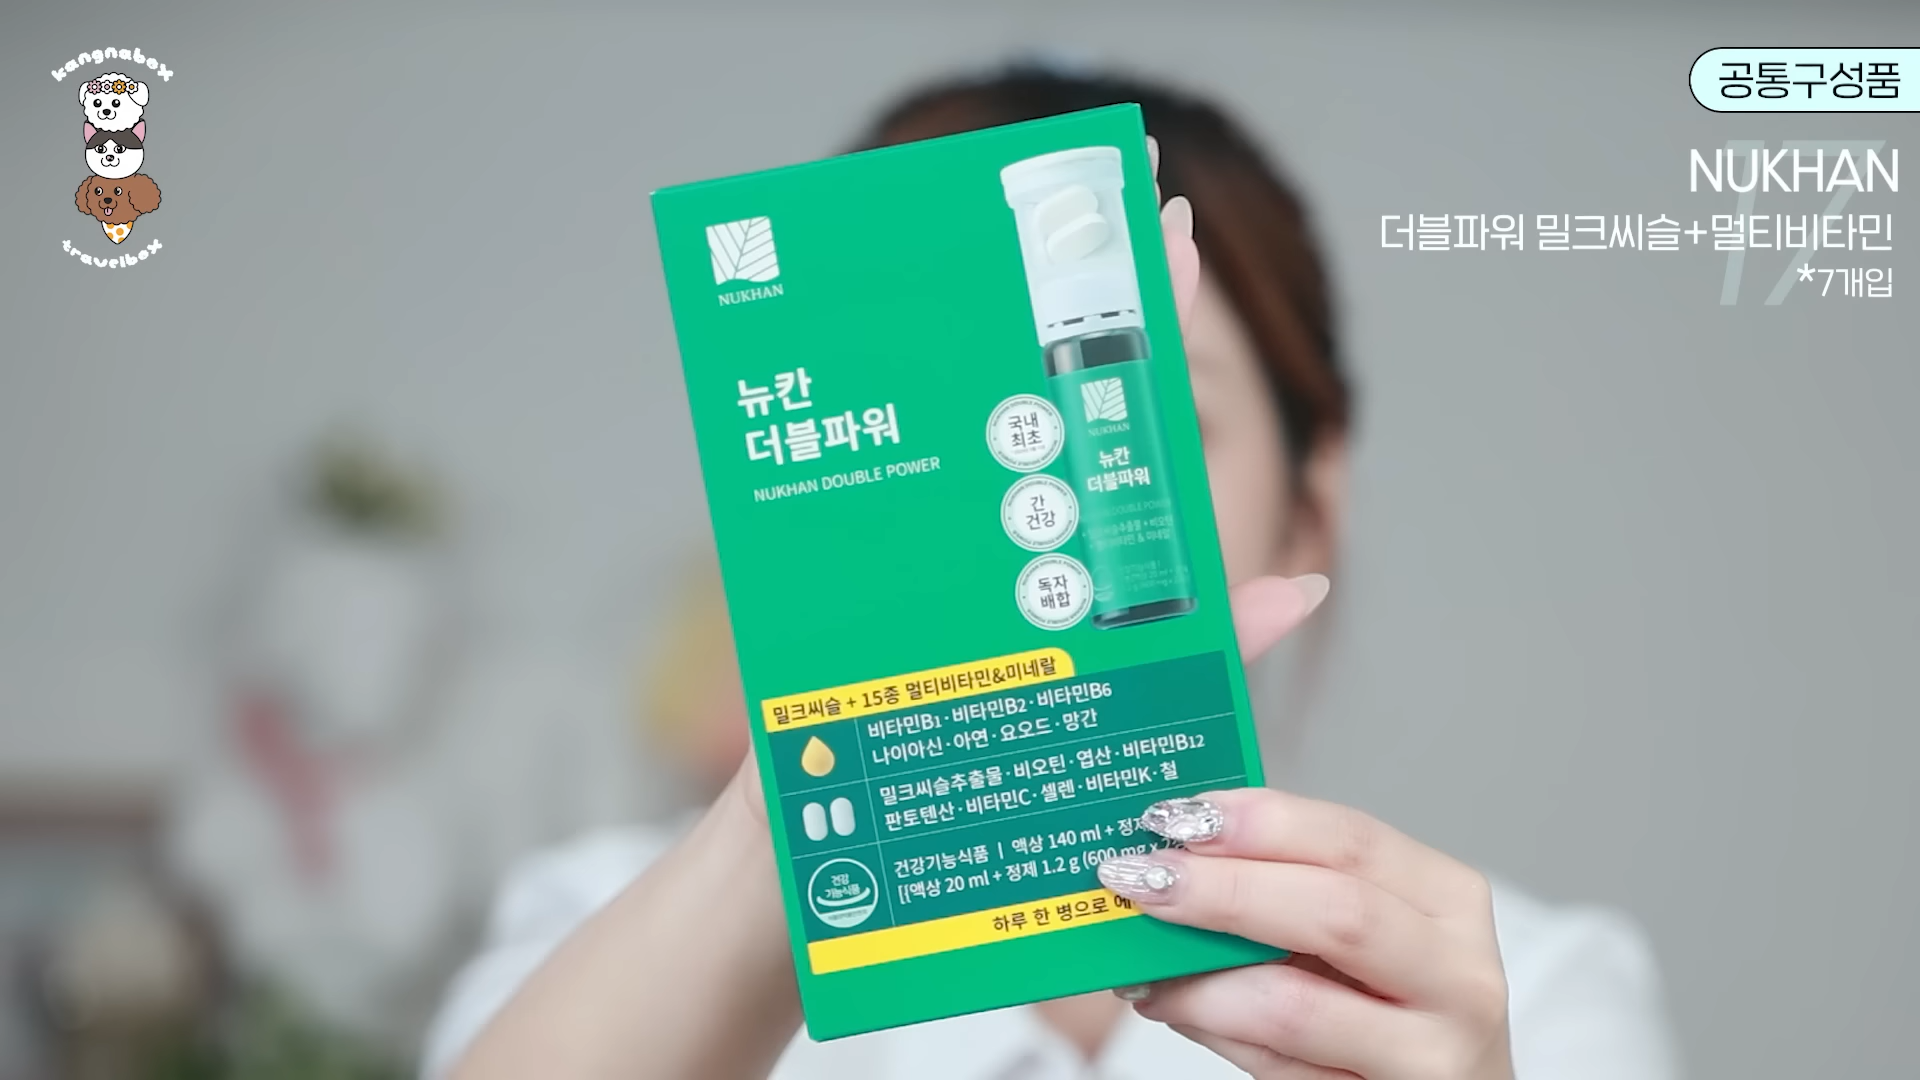 kangnabox
travelbox
공통구성품
17
NUKHAN
더블파워 밀크씨슬+멀티비타민
*7개입
NUKHAN
뉴칸
더블파워
NUKHAN DOUBLE POWER
국내
최초
간
건강
독자
배합
NUKHAN
뉴칸
더블파워
밀크씨슬 + 15종 멀티비타민&미네랄
비타민B1·비타민B2·비타민B6
나이아신·아연·요오드·망간
밀크씨슬추출물·비오틴·엽산·비타민B12
판토텐산·비타민C·셀렌·비타민K·철
건강
기능식품
건강기능식품 | 액상 140 ml + 정제
[[액상 20 ml + 정제 1.2 g (600 mg x
하루 한 병으로